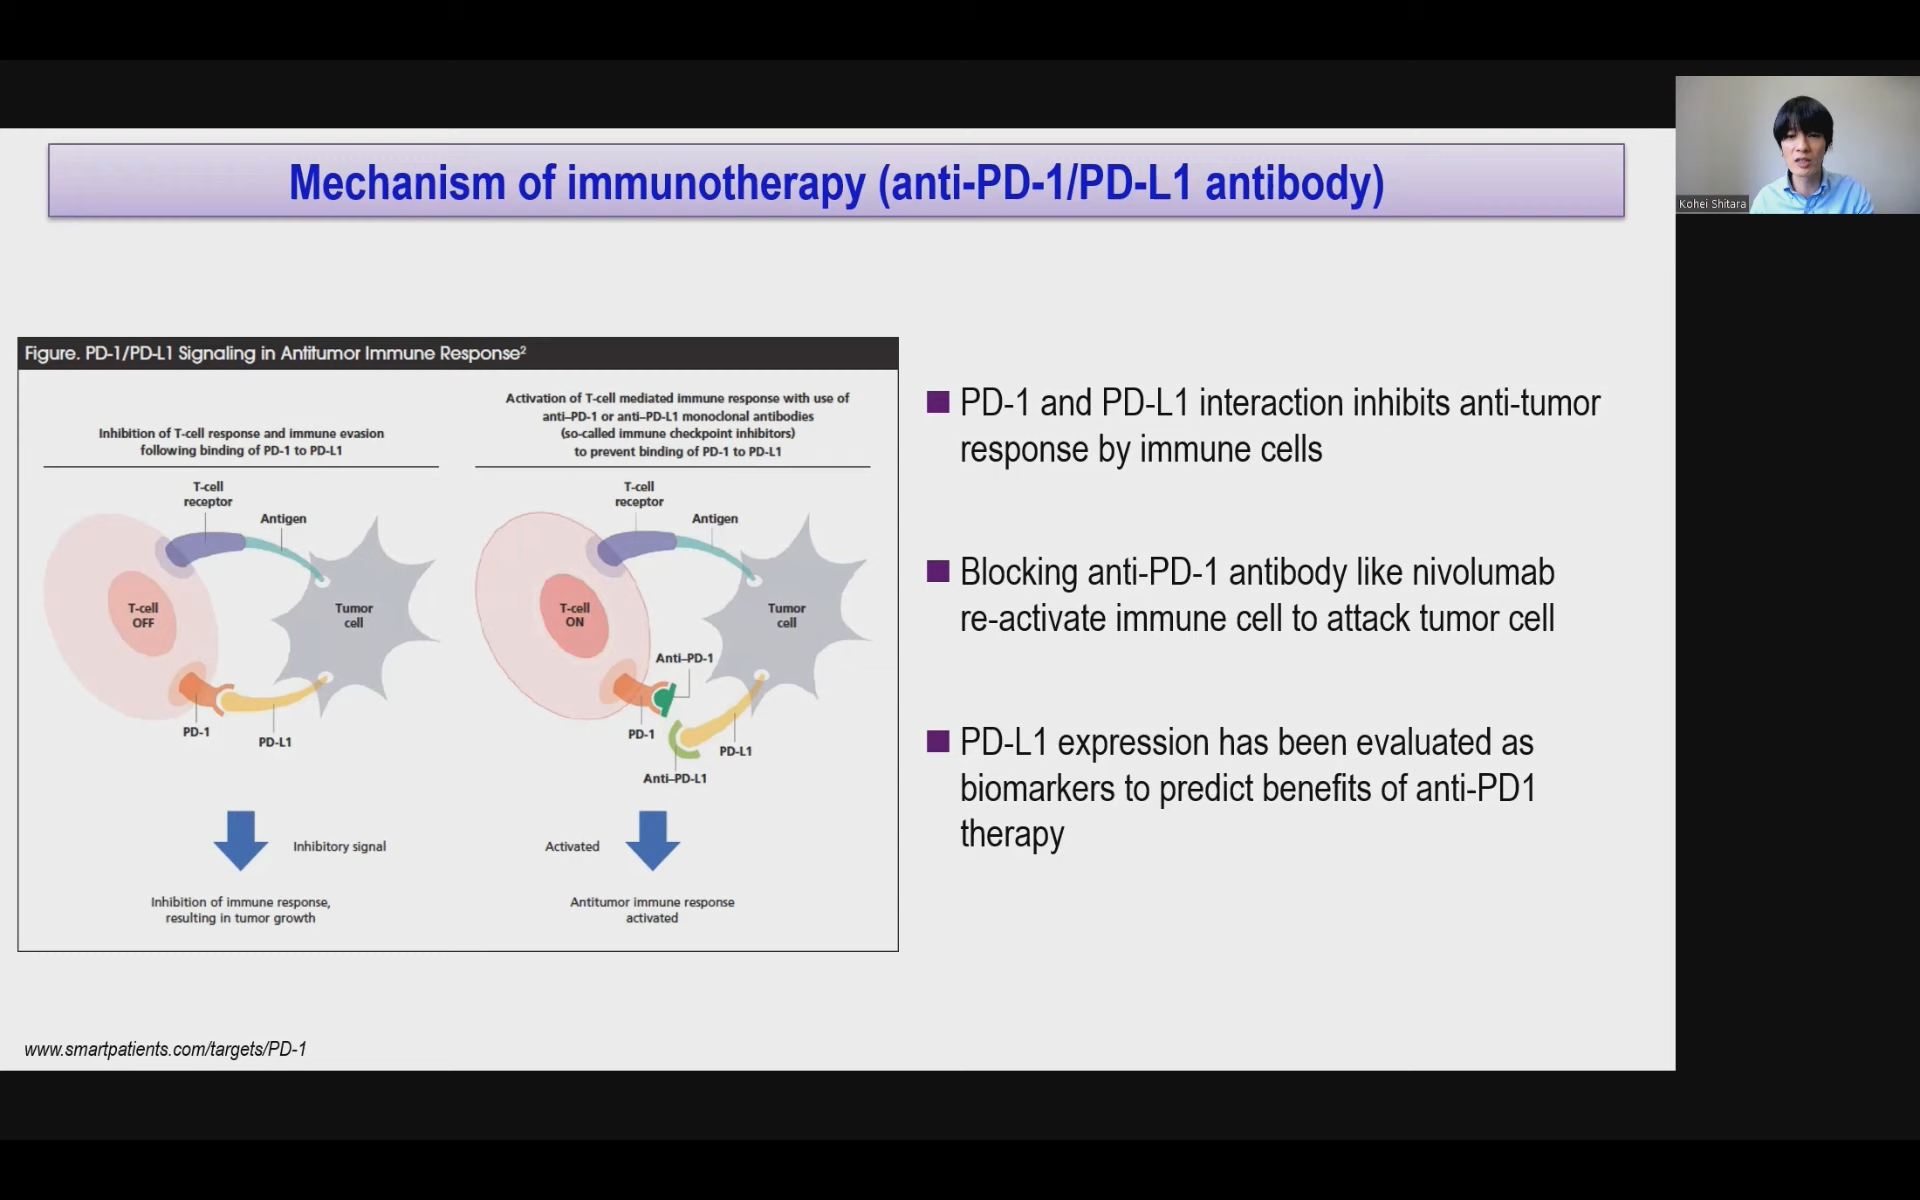 Mechanism of immunotherapy (anti-PD-1/PD-L1 antibody)
Kohei Shitara
Figure. PD-1/PD-L1 Signaling in Antitumor Immune Response²
Inhibition of T-cell response and immune evasion
following binding of PD-1 to PD-L1
T-cell
receptor
Antigen
T-cell
OFF
Tumor
cell
PD-1
PD-L1
Inhibitory signal
Inhibition of immune response,
resulting in tumor growth
Activation of T-cell mediated immune response with use of
anti–PD-1 or anti–PD-L1 monoclonal antibodies
(so-called immune checkpoint inhibitors)
to prevent binding of PD-1 to PD-L1
T-cell
receptor
Antigen
T-cell
ON
Tumor
cell
Anti–PD-1
PD-1
PD-L1
Anti–PD-L1
Activated
Antitumor immune response
activated
PD-1 and PD-L1 interaction inhibits anti-tumor
response by immune cells
Blocking anti-PD-1 antibody like nivolumab
re-activate immune cell to attack tumor cell
PD-L1 expression has been evaluated as
biomarkers to predict benefits of anti-PD1
therapy
www.smartpatients.com/targets/PD-1